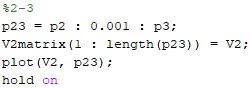 %2-3
p23 = p2 : 0.001 : p3;
V2matrix(1 : length(p23)) = V2;
plot(V2, p23);
hold on